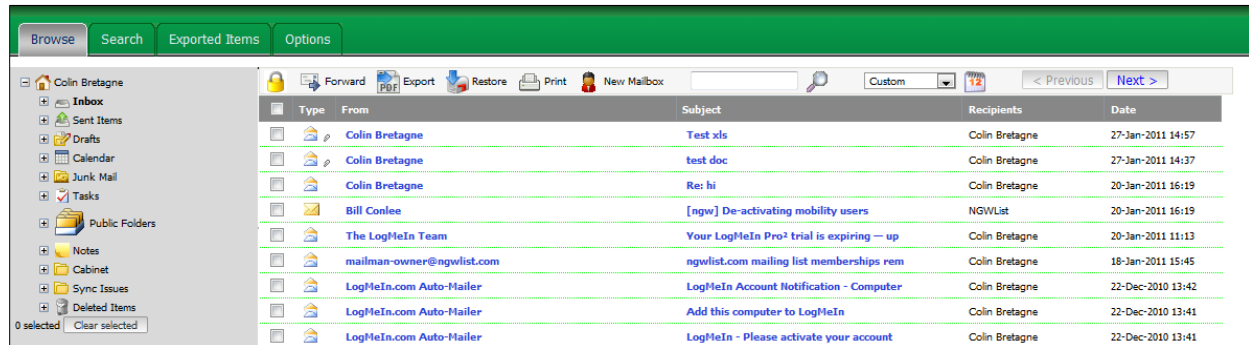 Browse Search Exported Items Options
Colin Bretagne
Inbox
Sent Items
Drafts
Calendar
Junk Mail
Tasks
Public Folders
Notes
Cabinet
Sync Issues
Deleted Items
0 selected Clear selected
Forward PDF Export Restore Print New Mailbox Custom 12 < Previous Next >
Type From Subject Recipients Date
Colin Bretagne Test xls Colin Bretagne 27-Jan-2011 14:57
Colin Bretagne test doc Colin Bretagne 27-Jan-2011 14:37
Colin Bretagne Re: hi Colin Bretagne 20-Jan-2011 16:19
Bill Conlee [ngw] De-activating mobility users NGWList 20-Jan-2011 16:19
The LogMeIn Team Your LogMeIn Pro² trial is expiring — up Colin Bretagne 20-Jan-2011 11:13
mailman-owner@ngwlist.com ngwlist.com mailing list memberships rem Colin Bretagne 18-Jan-2011 15:45
LogMeIn.com Auto-Mailer LogMeIn Account Notification - Computer Colin Bretagne 22-Dec-2010 13:42
LogMeIn.com Auto-Mailer Add this computer to LogMeIn Colin Bretagne 22-Dec-2010 13:41
LogMeIn.com Auto-Mailer LogMeIn - Please activate your account Colin Bretagne 22-Dec-2010 13:41